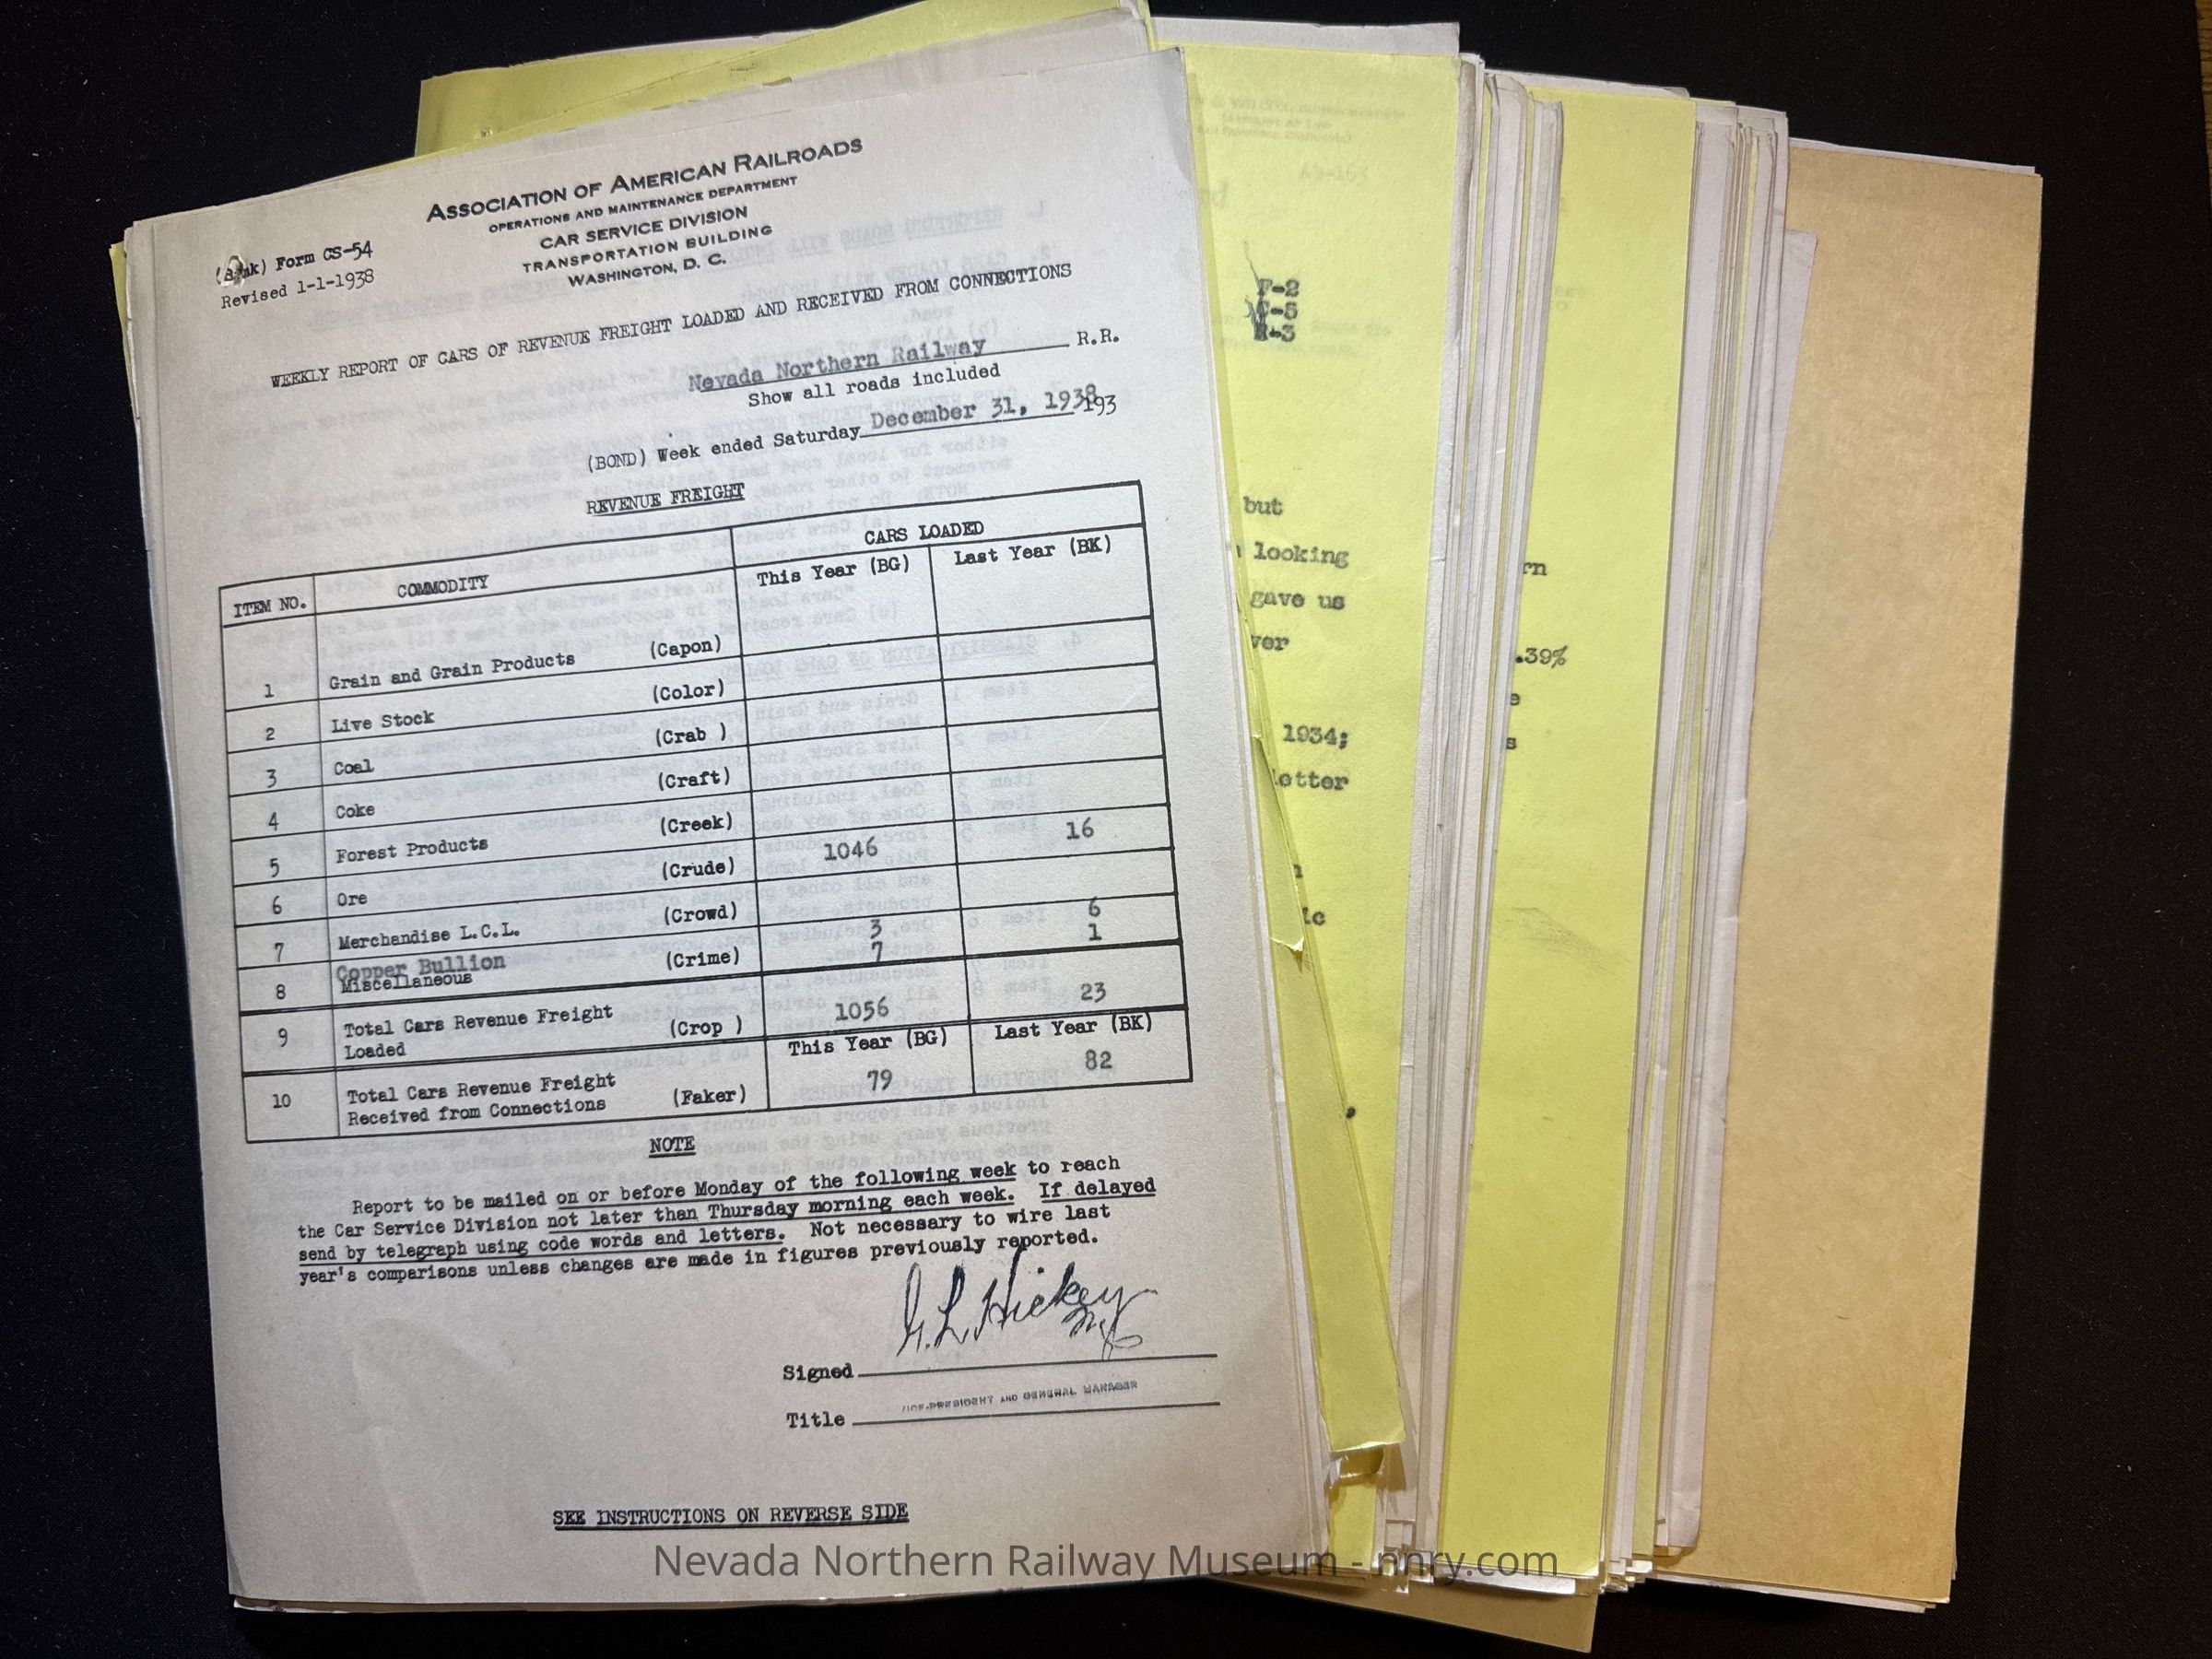 ASSOCIATION OF AMERICAN RAILROADS
OPERATIONS AND MAINTENANCE DEPARTMENT
CAR SERVICE DIVISION
TRANSPORTATION BUILDING
WASHINGTON, D. C.
Form CS-54
Revised 1-1-1938
WEEKLY REPORT OF CARS OF REVENUE FREIGHT LOADED AND RECEIVED FROM CONNECTIONS
Nevada Northern Railway R.R.
Show all roads included
(BOND) Week ended Saturday December 31, 1938 193
REVENUE FREIGHT
ITEM NO. COMMODITY CARS LOADED
This Year (BG) Last Year (BK)
1 Grain and Grain Products (Capon)
2 Live Stock (Color)
3 Coal (Crab )
4 Coke (Craft)
5 Forest Products (Creek)
6 Ore (Crude) 1046 16
7 Merchandise L.C.L. (Crowd) 3 6
8 Copper Bullion Miscellaneous (Crime) 7 1
9 Total Cars Revenue Freight Loaded (Crop ) 1056 23
This Year (BG) Last Year (BK)
10 Total Cars Revenue Freight Received from Connections (Faker) 79 82
NOTE
Report to be mailed on or before Monday of the following week to reach
the Car Service Division not later than Thursday morning each week. If delayed
send by telegraph using code words and letters. Not necessary to wire last
year's comparisons unless changes are made in figures previously reported.
Hickey
Signed
VICE-PRESIDENT AND GENERAL MANAGER
Title
SEE INSTRUCTIONS ON REVERSE SIDE
AS-163
F-2
C-5
but
looking
gave us
ver
1934;
letter
rn
.39%
Nevada Northern Railway Museum - nnry.com